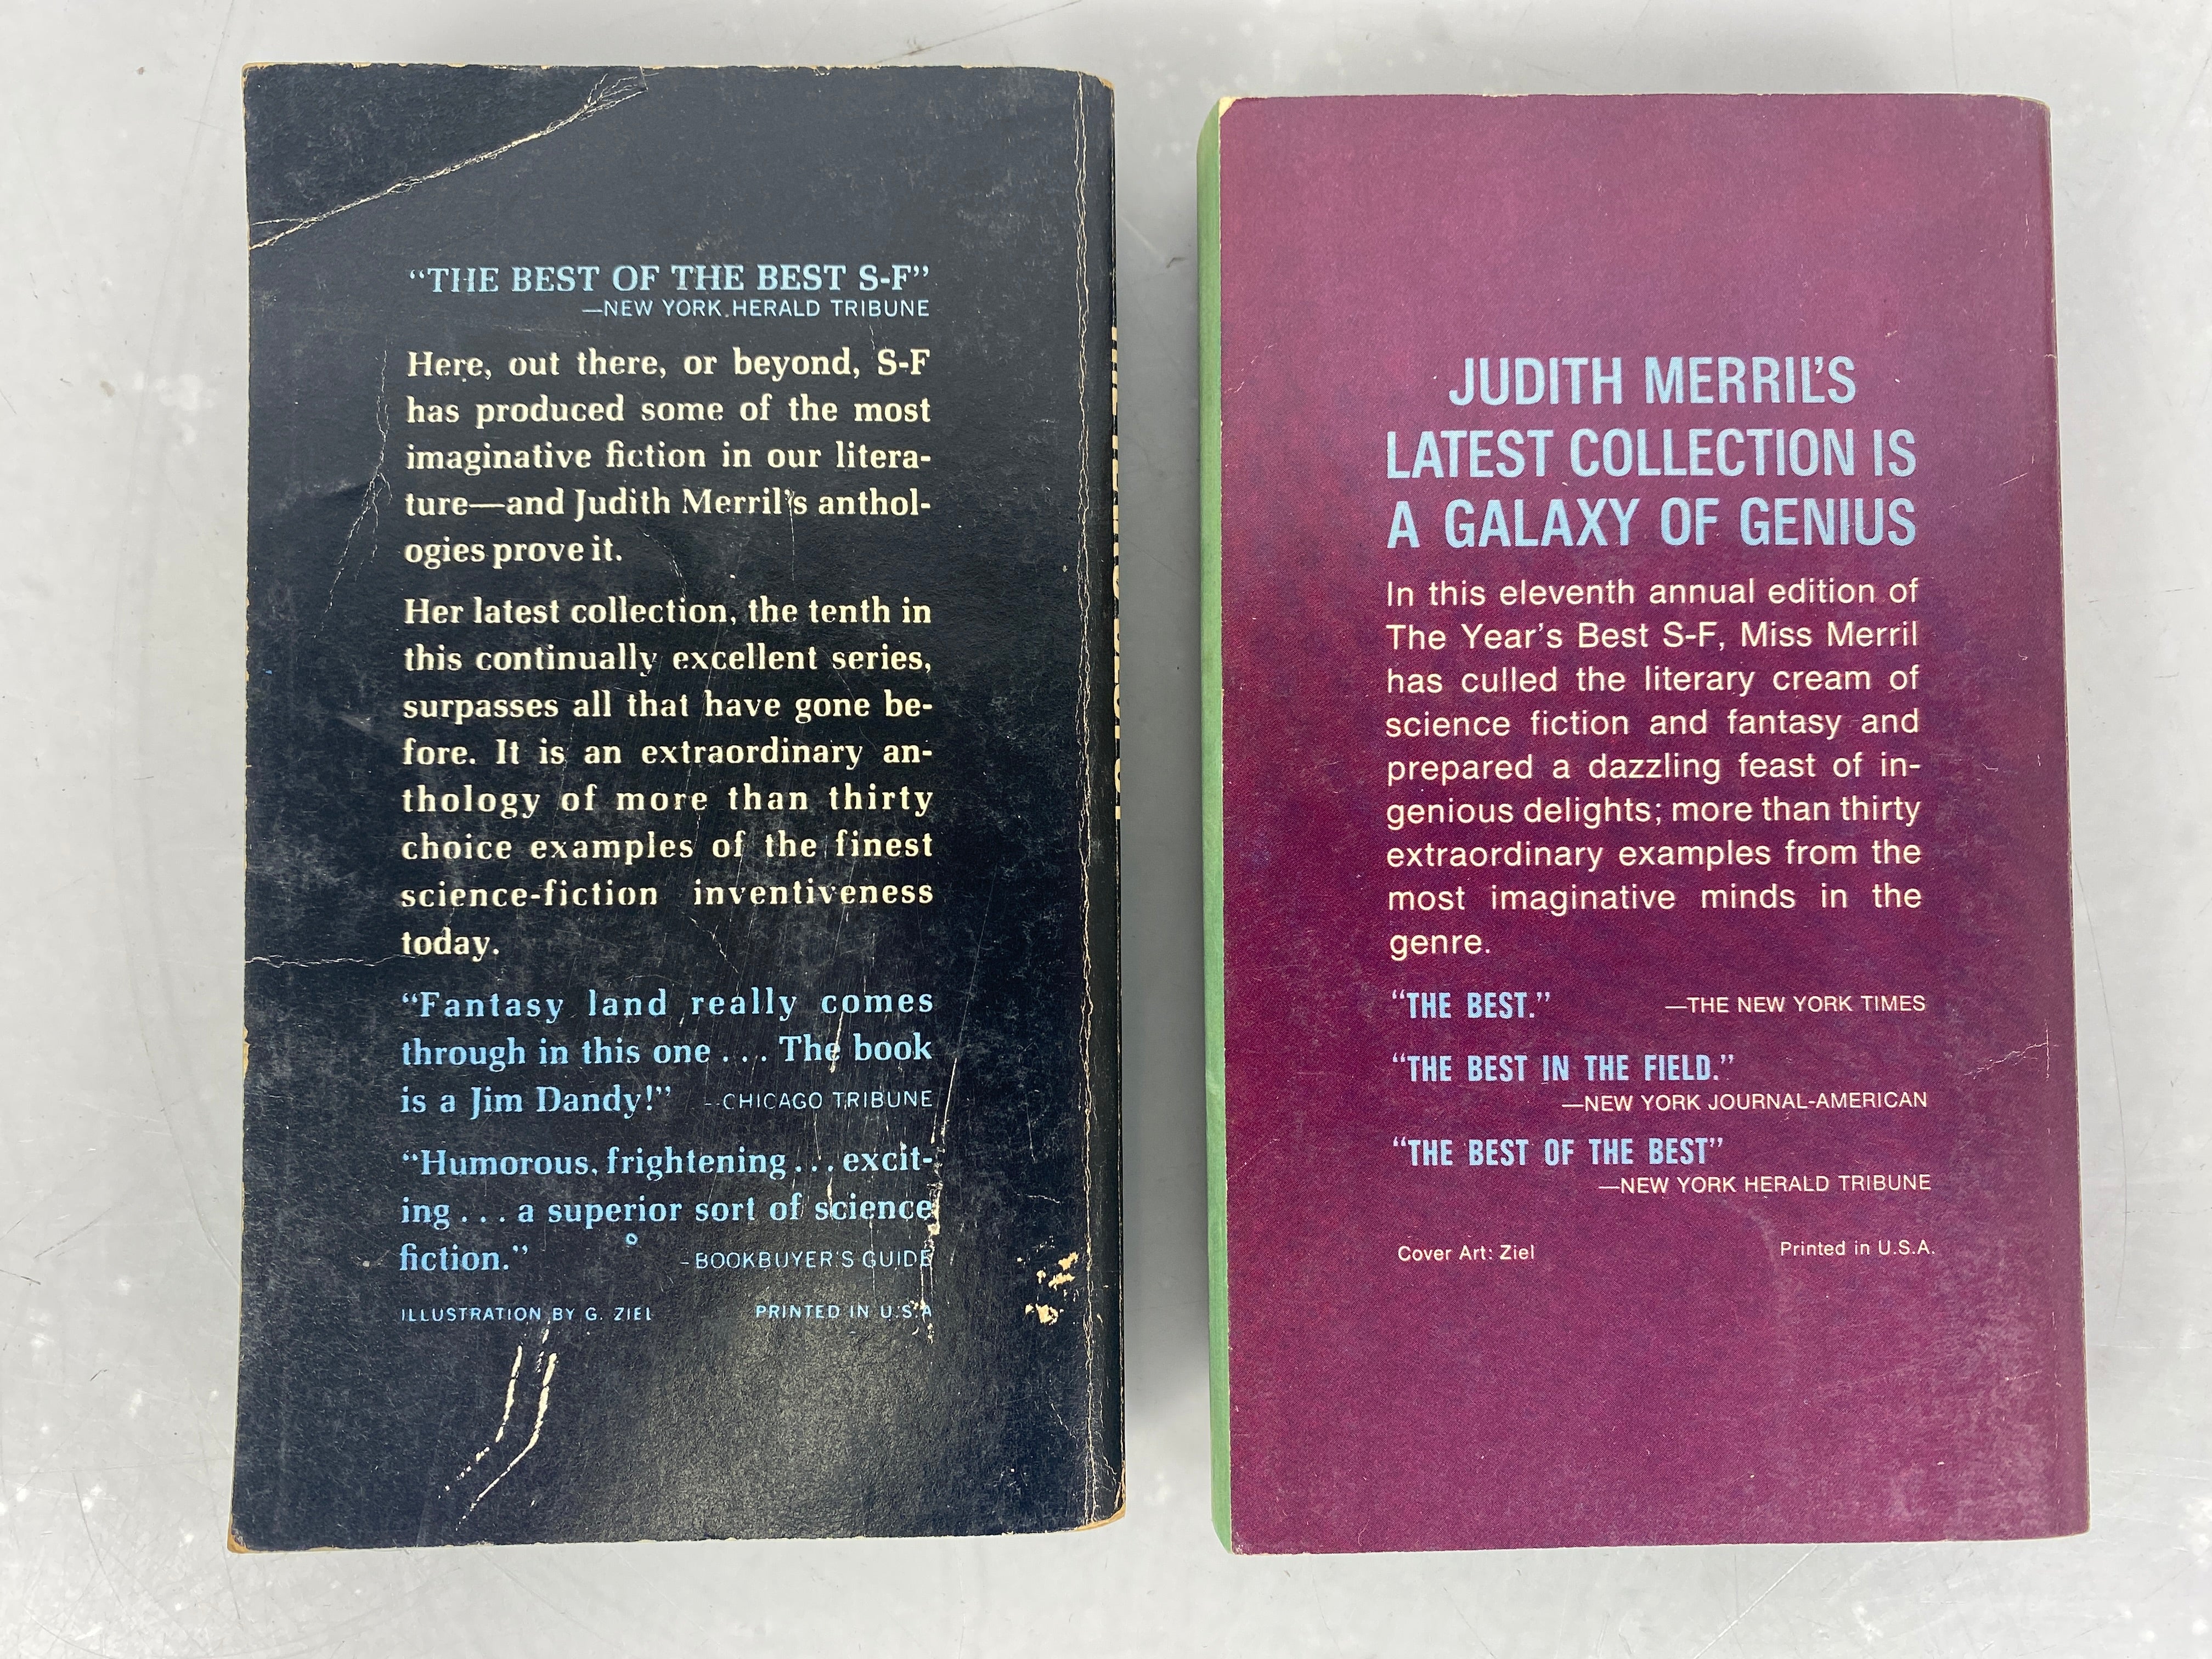 “THE BEST OF THE BEST S-F”
—NEW YORK HERALD TRIBUNE
Here, out there, or beyond, S-F
has produced some of the most
imaginative fiction in our litera-
ture—and Judith Merril’s anthol-
ogies prove it.
Her latest collection, the tenth in
this continually excellent series,
surpasses all that have gone be-
fore. It is an extraordinary an-
thology of more than thirty
choice examples of the finest
science-fiction inventiveness
today.
“Fantasy land really comes
through in this one . . . The book
is a Jim Dandy!” --CHICAGO TRIBUNE
“Humorous, frightening . . . excit-
ing . . . a superior sort of science
fiction.” -BOOKBUYER’S GUIDE
ILLUSTRATION BY G. ZIEL PRINTED IN U.S.A
JUDITH MERRIL’S
LATEST COLLECTION IS
A GALAXY OF GENIUS
In this eleventh annual edition of
The Year’s Best S-F, Miss Merril
has culled the literary cream of
science fiction and fantasy and
prepared a dazzling feast of in-
genious delights; more than thirty
extraordinary examples from the
most imaginative minds in the
genre.
“THE BEST.” —THE NEW YORK TIMES
“THE BEST IN THE FIELD.”
—NEW YORK JOURNAL-AMERICAN
“THE BEST OF THE BEST”
—NEW YORK HERALD TRIBUNE
Cover Art: Ziel Printed in U.S.A.